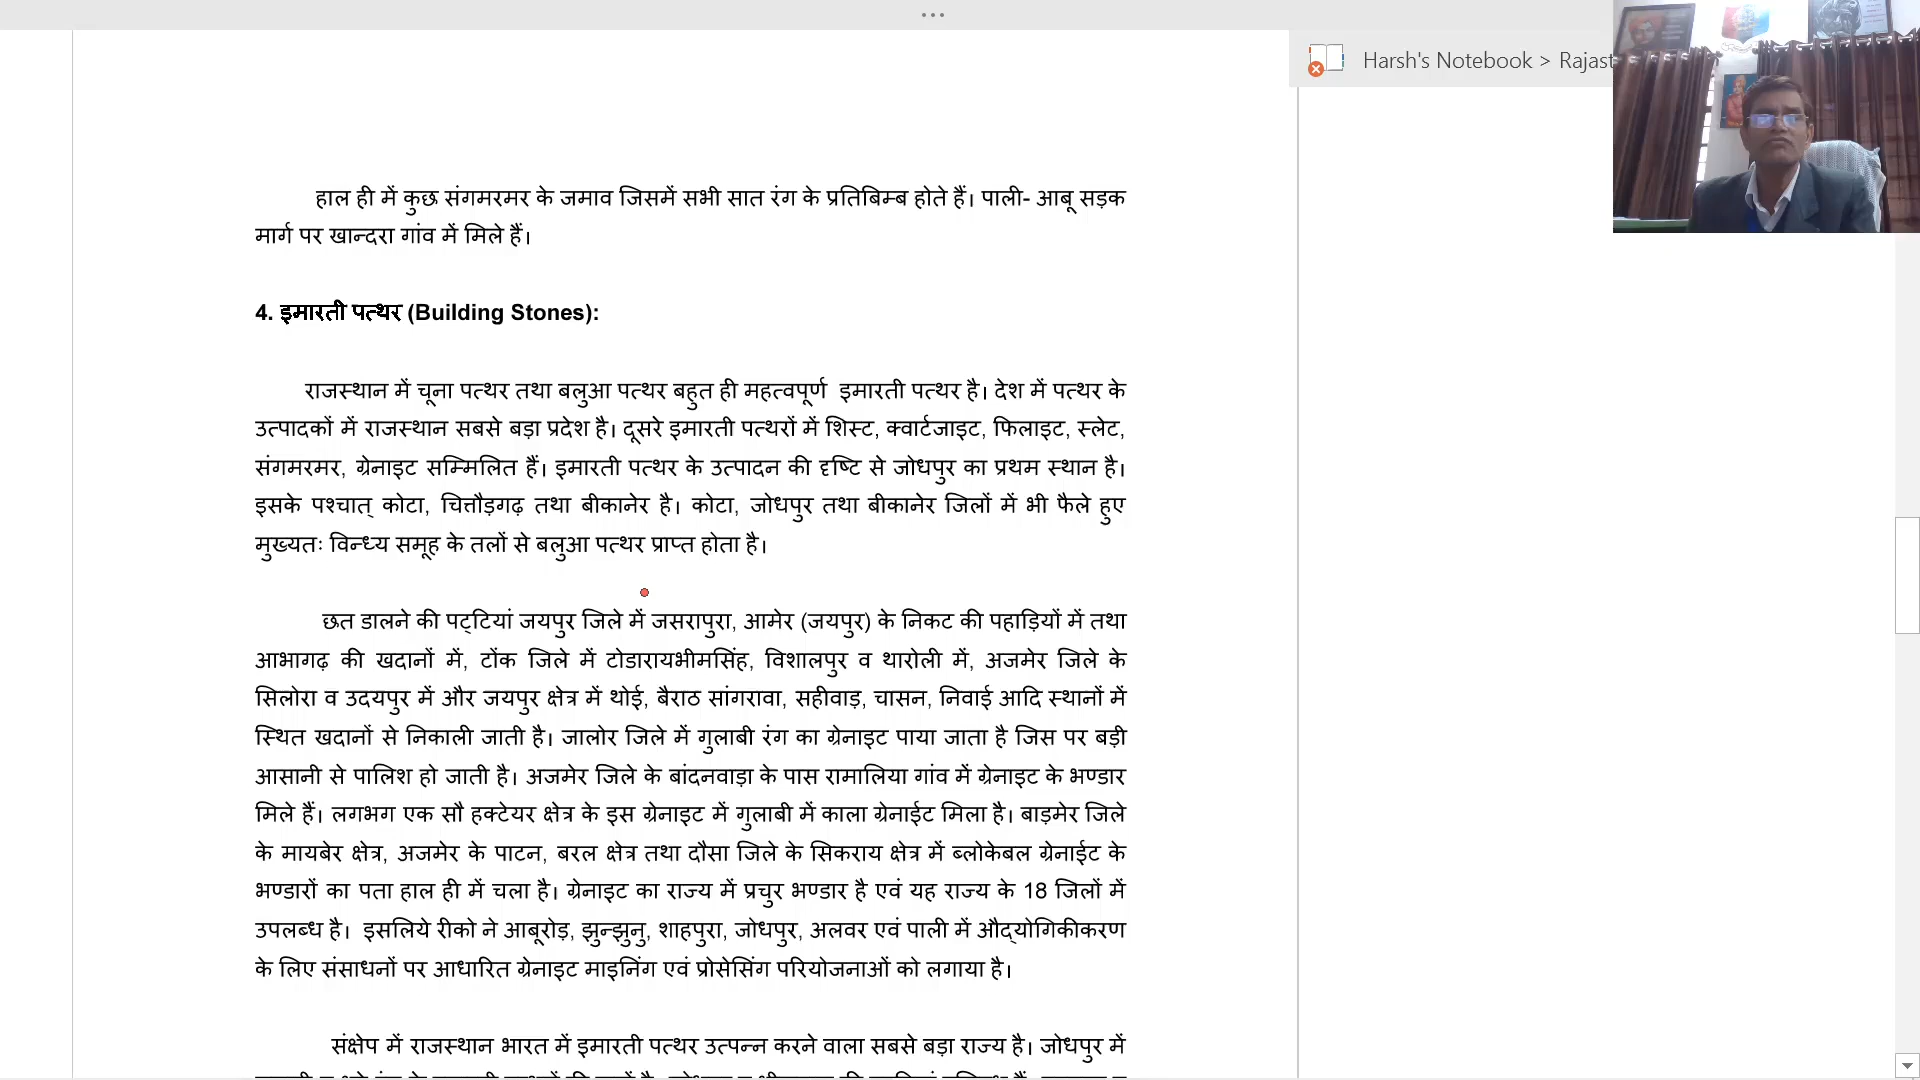 Harsh's Notebook > Rajast
हाल ही में कुछ संगमरमर के जमाव जिसमें सभी सात रंग के प्रतिबिम्ब होते हैं। पाली- आबू सड़क
मार्ग पर खान्दरा गांव में मिले हैं।
4. इमारती पत्थर (Building Stones):
राजस्थान में चूना पत्थर तथा बलुआ पत्थर बहुत ही महत्वपूर्ण इमारती पत्थर है। देश में पत्थर के
उत्पादकों में राजस्थान सबसे बड़ा प्रदेश है। दूसरे इमारती पत्थरों में शिस्ट, क्वार्टजाइट, फिलाइट, स्लेट,
संगमरमर, ग्रेनाइट सम्मिलित हैं। इमारती पत्थर के उत्पादन की दृष्टि से जोधपुर का प्रथम स्थान है।
इसके पश्चात् कोटा, चित्तौड़गढ़ तथा बीकानेर है। कोटा, जोधपुर तथा बीकानेर जिलों में भी फैले हुए
मुख्यतः विन्ध्य समूह के तलों से बलुआ पत्थर प्राप्त होता है।
छत डालने की पट्टियां जयपुर जिले में जसरापुरा, आमेर (जयपुर) के निकट की पहाड़ियों में तथा
आभागढ़ की खदानों में, टोंक जिले में टोडारायभीमसिंह, विशालपुर व थारोली में, अजमेर जिले के
सिलोरा व उदयपुर में और जयपुर क्षेत्र में थोई, बैराठ सांगरावा, सहीवाड़, चासन, निवाई आदि स्थानों में
स्थित खदानों से निकाली जाती है। जालोर जिले में गुलाबी रंग का ग्रेनाइट पाया जाता है जिस पर बड़ी
आसानी से पालिश हो जाती है। अजमेर जिले के बांदनवाड़ा के पास रामालिया गांव में ग्रेनाइट के भण्डार
मिले हैं। लगभग एक सौ हक्टेयर क्षेत्र के इस ग्रेनाइट में गुलाबी में काला ग्रेनाईट मिला है। बाड़मेर जिले
के मायबेर क्षेत्र, अजमेर के पाटन, बरल क्षेत्र तथा दौसा जिले के सिकराय क्षेत्र में ब्लोकेबल ग्रेनाईट के
भण्डारों का पता हाल ही में चला है। ग्रेनाइट का राज्य में प्रचुर भण्डार है एवं यह राज्य के 18 जिलों में
उपलब्ध है। इसलिये रीको ने आबूरोड़, झुन्झुनु, शाहपुरा, जोधपुर, अलवर एवं पाली में औद्योगिकीकरण
के लिए संसाधनों पर आधारित ग्रेनाइट माइनिंग एवं प्रोसेसिंग परियोजनाओं को लगाया है।
संक्षेप में राजस्थान भारत में इमारती पत्थर उत्पन्न करने वाला सबसे बड़ा राज्य है। जोधपुर में